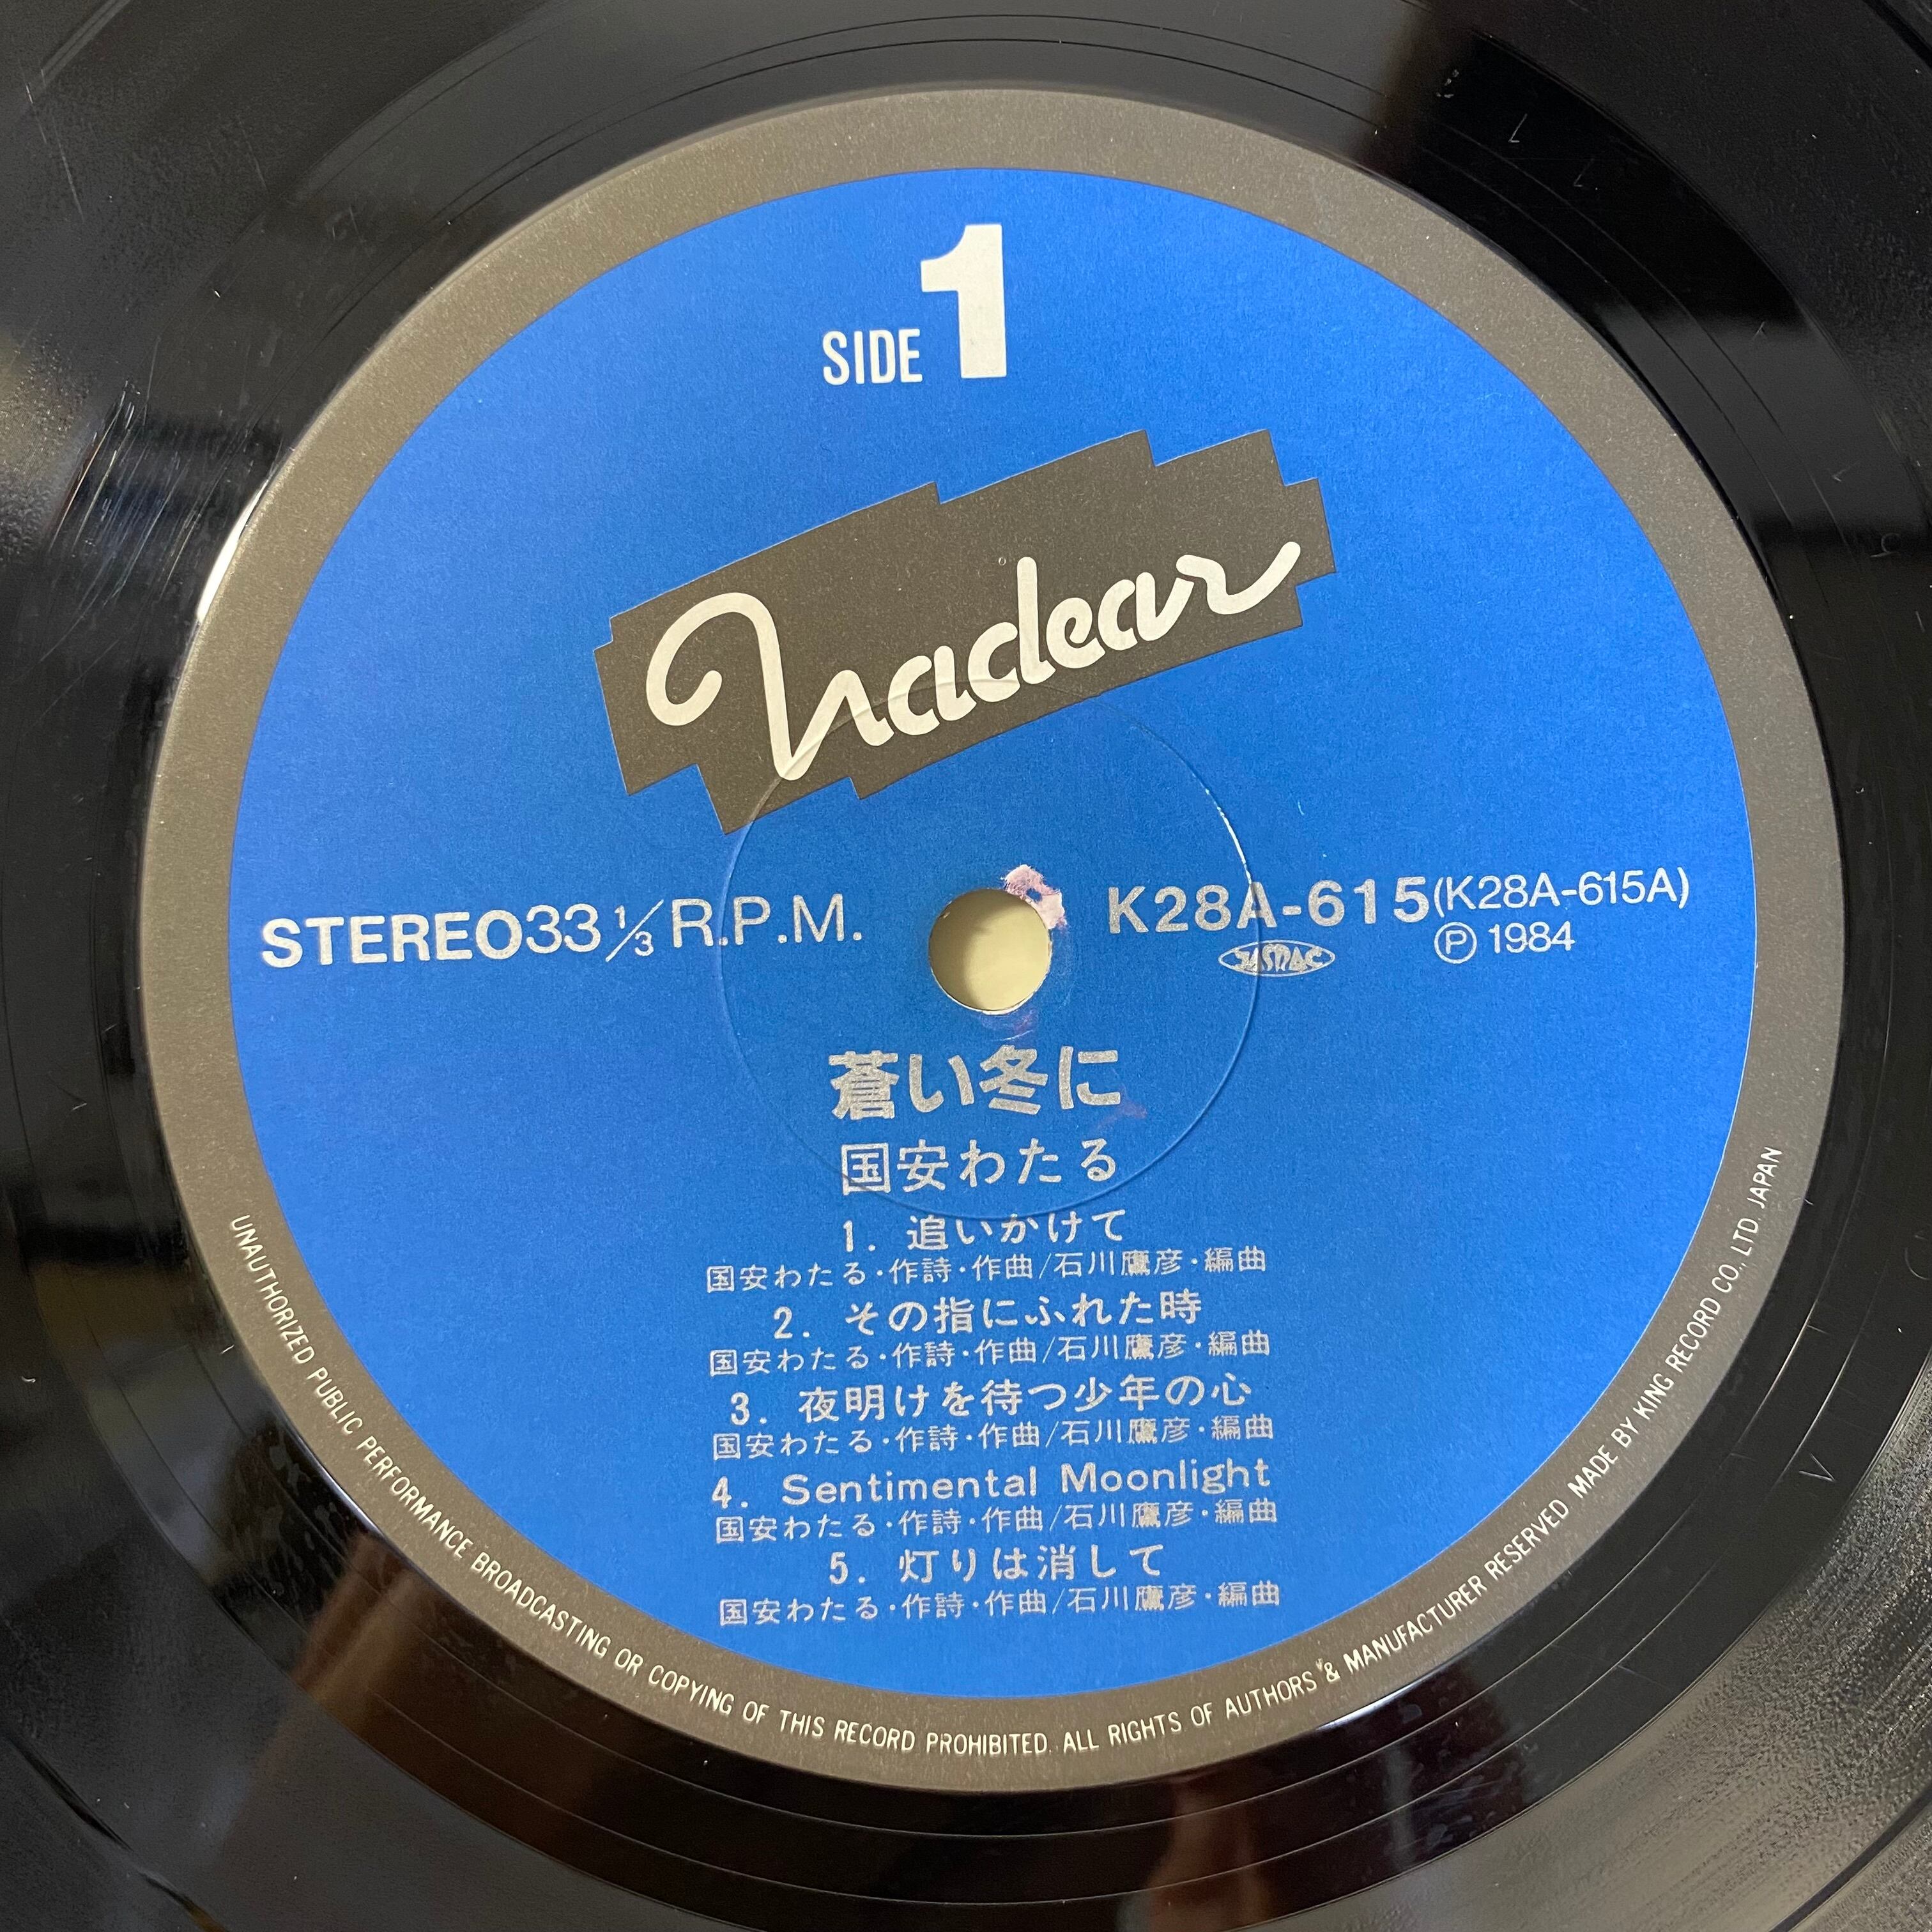 SIDE 1
Naclear
STEREO33 1/3 R.P.M.
K28A-615(K28A-615A)
JASRAC
Ⓟ 1984
蒼い冬に
国安わたる
1. 追いかけて
国安わたる・作詩・作曲/石川鷹彦・編曲
2. その指にふれた時
国安わたる・作詩・作曲/石川鷹彦・編曲
3. 夜明けを待つ少年の心
国安わたる・作詩・作曲/石川鷹彦・編曲
4. Sentimental Moonlight
国安わたる・作詩・作曲/石川鷹彦・編曲
5. 灯りは消して
国安わたる・作詩・作曲/石川鷹彦・編曲
UNAUTHORIZED PUBLIC PERFORMANCE BROADCASTING OR COPYING OF THIS RECORD PROHIBITED. ALL RIGHTS OF AUTHORS & MANUFACTURER RESERVED MADE BY KING RECORD CO., LTD. JAPAN